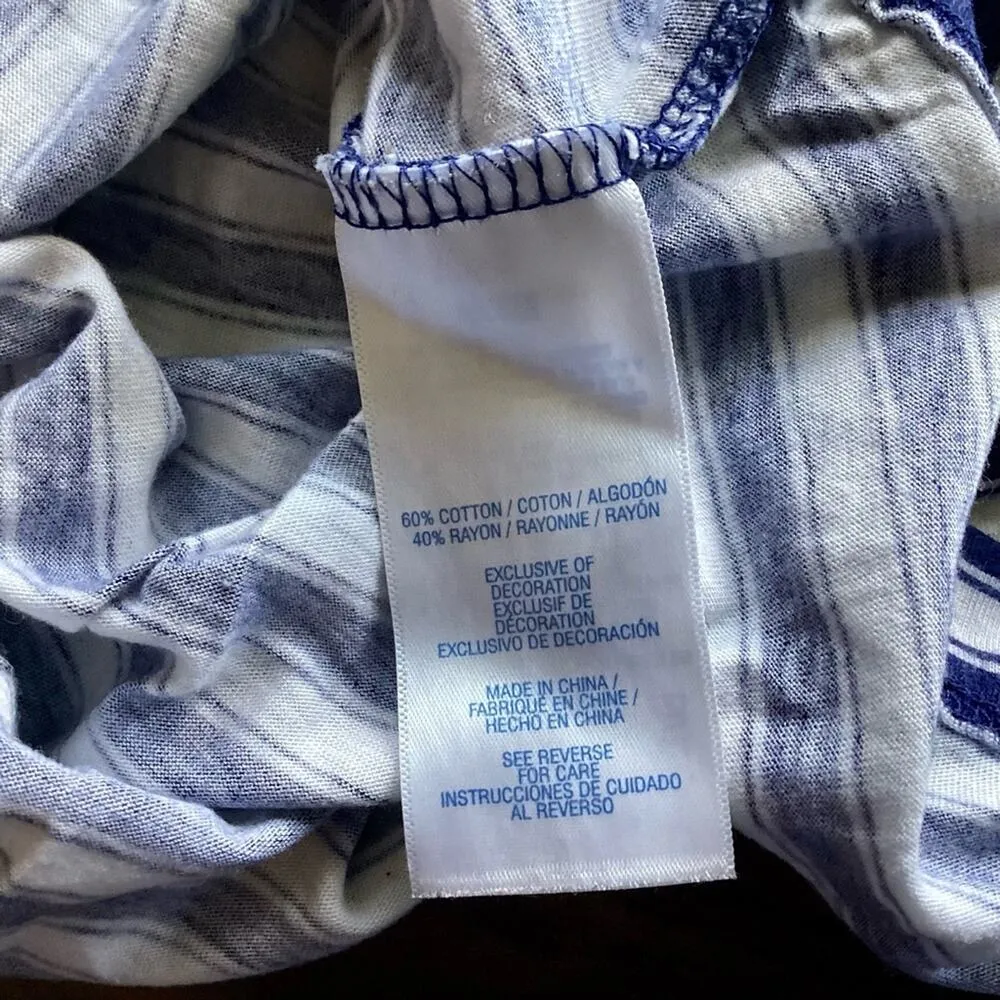 60% COTTON / COTON / ALGODÓN
40% RAYON / RAYONNE / RAYÓN
EXCLUSIVE OF
DECORATION
EXCLUSIF DE
DÉCORATION
EXCLUSIVO DE DECORACIÓN
MADE IN CHINA /
FABRIQUÉ EN CHINE /
HECHO EN CHINA
SEE REVERSE
FOR CARE
INSTRUCCIONES DE CUIDADO
AL REVERSO